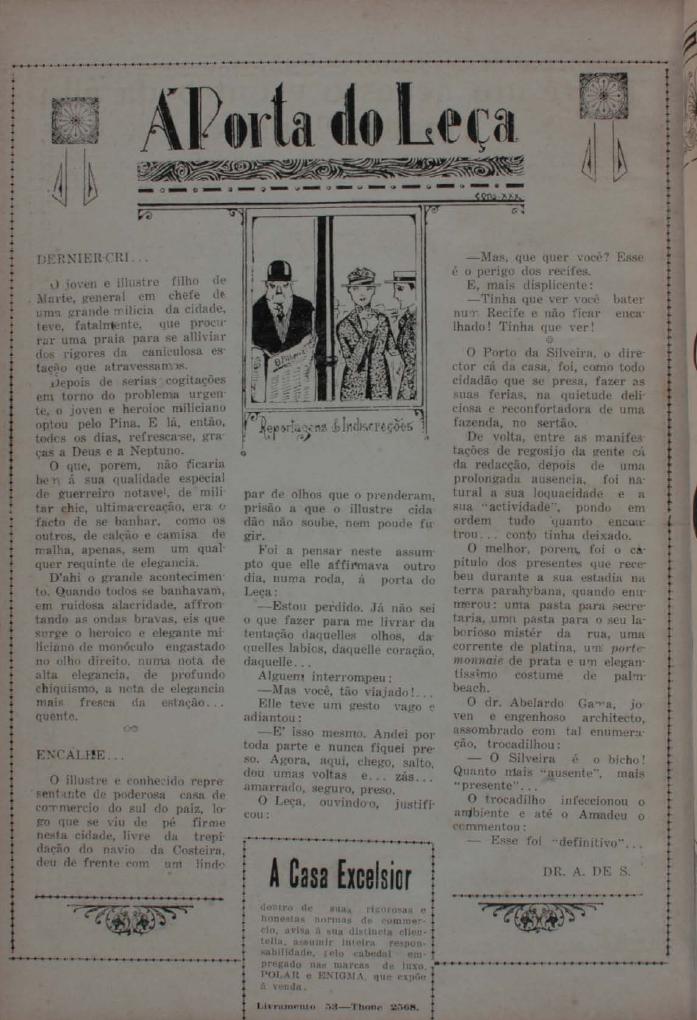 Á Porta do Leça
Reportagens & Indiscreções
DERNIER-CRI...
O joven e illustre filho de
Marte, general em chefe de
uma grande milicia da cidade,
teve, fatalmente, que procu-
rar uma praia para se alliviar
dos rigores da caniculosa es-
tação que atravessamos.
Depois de serias cogitações
em torno do problema urgen-
te, o joven e heroioc miliciano
optou pelo Pina. E lá, então,
todos os dias, refresca-se, gra-
ças a Deus e a Neptuno.
O que, porem, não ficaria
bem á sua qualidade especial
de guerreiro notavel, de mili-
tar chic, ultima-creação, era o
facto de se banhar, como os
outros, de calção e camisa de
malha, apenas, sem um qual-
quer requinte de elegancia.
D'ahi o grande acontecimen-
to. Quando todos se banhavam,
em ruidosa alacridade, affron-
tando as ondas bravas, eis que
surge o heroico e elegante mi-
liciano de monóculo engastado
no olho direito, numa nota de
alta elegancia, de profundo
chiquismo, a nota de elegancia
mais fresca da estação...
quente.
ENCALHE...
O illustre e conhecido repre-
sentante de poderosa casa de
commercio do sul do paiz, lo-
go que se viu de pé firme
nesta cidade, livre da trepi-
dação do navio da Costeira,
deu de frente com um lindo
par de olhos que o prenderam,
prisão a que o illustre cida-
dão não soube, nem poude fu-
gir.
Foi a pensar neste assum-
pto que elle affirmava outro
dia, numa roda, á porta do
Leça:
—Estou perdido. Já não sei
o que fazer para me livrar da
tentação daquelles olhos, da-
quelles labios, daquelle coração,
daquelle...
Alguem interrompeu:
—Mas você, tão viajado!...
Elle teve um gesto vago e
adiantou:
—E' isso mesmo. Andei por
toda parte e nunca fiquei pre-
so. Agora, aqui, chego, salto,
dou umas voltas e... zás...
amarrado, seguro, preso.
O Leça, ouvindo-o, justifi-
cou:
—Mas, que quer você? Esse
é o perigo dos recifes.
E, mais displicente:
—Tinha que ver você bater
num Recife e não ficar enca-
lhado! Tinha que ver!
O Porto da Silveira, o dire-
ctor cá da casa, foi, como todo
cidadão que se presa, fazer as
suas ferias, na quietude deli-
ciosa e reconfortadora de uma
fazenda, no sertão.
De volta, entre as manifes-
tações de regosijo da gente cá
da redacção, depois de uma
prolongada ausencia, foi na-
tural a sua loquacidade e a
sua "actividade", pondo em
ordem tudo quanto encon-
trou... como tinha deixado.
O melhor, porem, foi o ca-
pitulo dos presentes que rece-
beu durante a sua estadia na
terra parahybana, quando enu-
merou: uma pasta para secre-
taria, uma pasta para o seu la-
borioso mistér da rua, uma
corrente de platina, um porte-
monnaie de prata e um elegan-
tissimo costume de palm-
beach.
O dr. Abelardo Gama, jo-
ven e engenhoso architecto,
assombrado com tal enumera-
ção, trocadilhou:
— O Silveira é o bicho!
Quanto mais "ausente", mais
"presente"...
O trocadilho infeccionou o
ambiente e até o Amadeu o
commentou:
— Esse foi "definitivo"...
DR. A. DE S.
A Casa Excelsior
dentro de suas rigorosas e
honestas normas de commer-
cio, avisa á sua distincta clien-
tella, assumir inteira respon-
sabilidade, pelo cabedal em-
pregado nas marcas de luxo,
POLAR e ENIGMA, que expõe
á venda.
Livramento 53—Thone 2568.